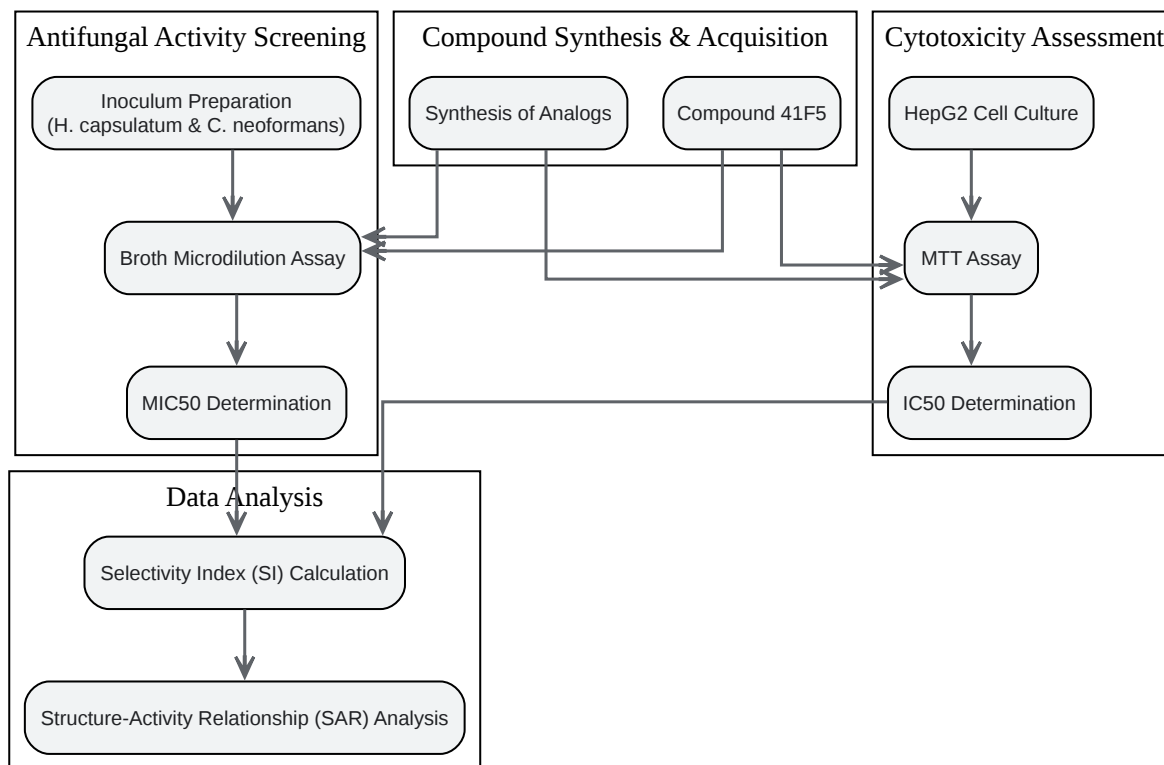 Antifungal Activity Screening
Inoculum Preparation
(H. capsulatum & C. neoformans)
Broth Microdilution Assay
MIC50 Determination
Compound Synthesis & Acquisition
Synthesis of Analogs
Compound 41F5
Cytotoxicity Assessment
HepG2 Cell Culture
MTT Assay
IC50 Determination
Data Analysis
Selectivity Index (SI) Calculation
Structure-Activity Relationship (SAR) Analysis